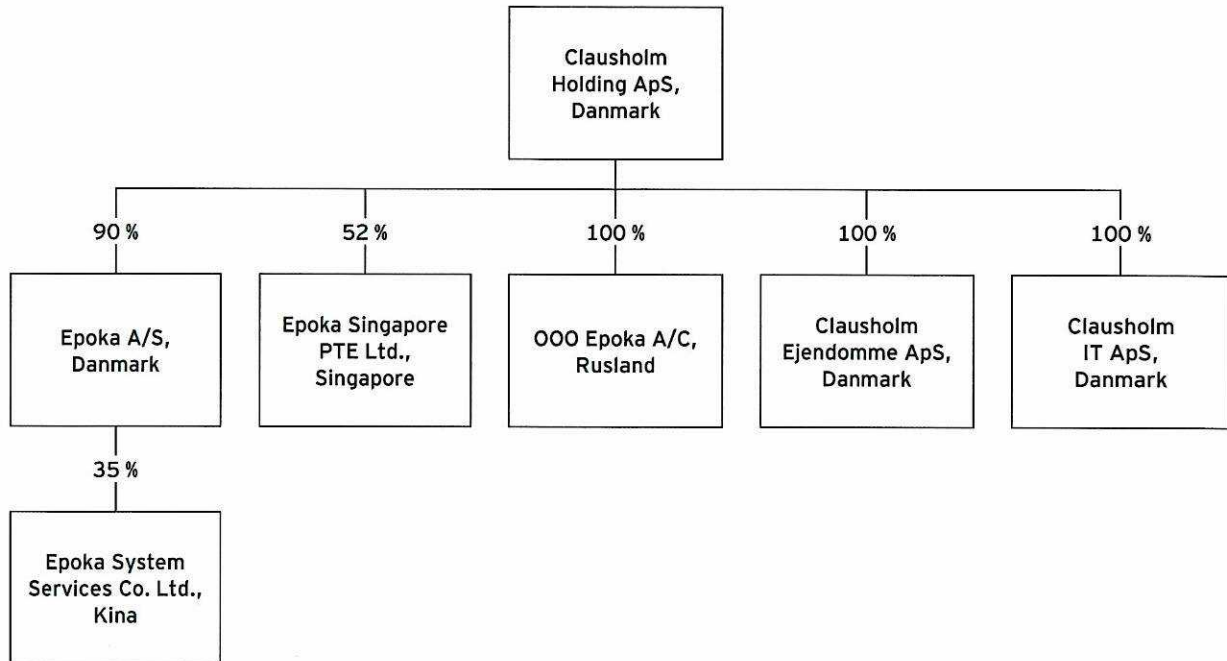 Clausholm
Holding ApS,
Danmark
90 %
52 %
100 %
100 %
100 %
Epoka A/S,
Danmark
Epoka Singapore
PTE Ltd.,
Singapore
OOO Epoka A/C,
Rusland
Clausholm
Ejendomme ApS,
Danmark
Clausholm
IT ApS,
Danmark
35 %
Epoka System
Services Co. Ltd.,
Kina